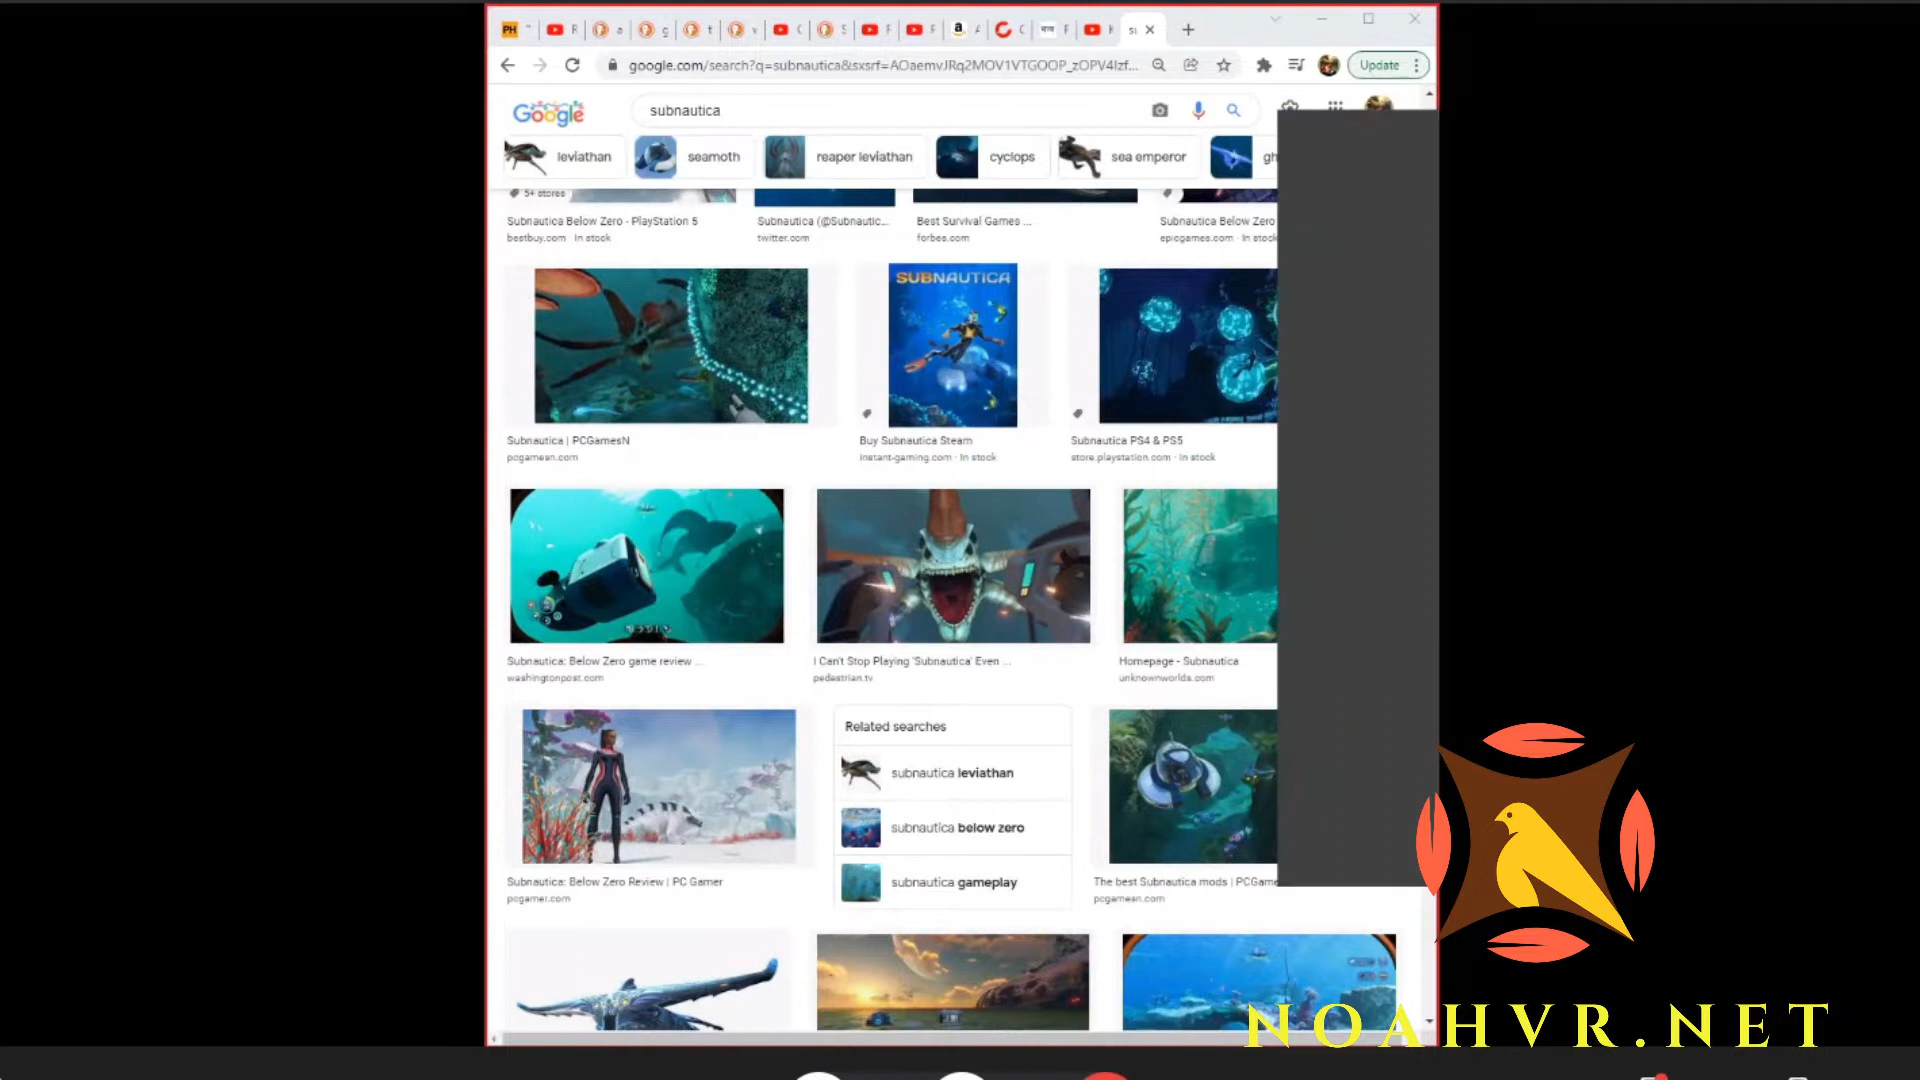 PH
google.com/search?q=subnautica&sxsrf=AOaemvJRq2MOV1VTGOOP_zOPV4Izf...
Update
Google
subnautica
leviathan
seamoth
reaper leviathan
cyclops
sea emperor
gh
5+ stores
Subnautica Below Zero - PlayStation 5
bestbuy.com · In stock
Subnautica (@Subnautic...
twitter.com
Best Survival Games ...
forbes.com
Subnautica Below Zero
epicgames.com · In stock
SUBNAUTICA
Subnautica | PCGamesN
pcgamesn.com
Buy Subnautica Steam
instant-gaming.com · In stock
Subnautica PS4 & PS5
store.playstation.com · In stock
Subnautica: Below Zero game review ...
washingtonpost.com
I Can't Stop Playing 'Subnautica' Even ...
pedestrian.tv
Homepage - Subnautica
unknownworlds.com
Related searches
subnautica leviathan
subnautica below zero
subnautica gameplay
Subnautica: Below Zero Review | PC Gamer
pcgamer.com
The best Subnautica mods | PCGame
pcgamesn.com
NOAHVR.NET